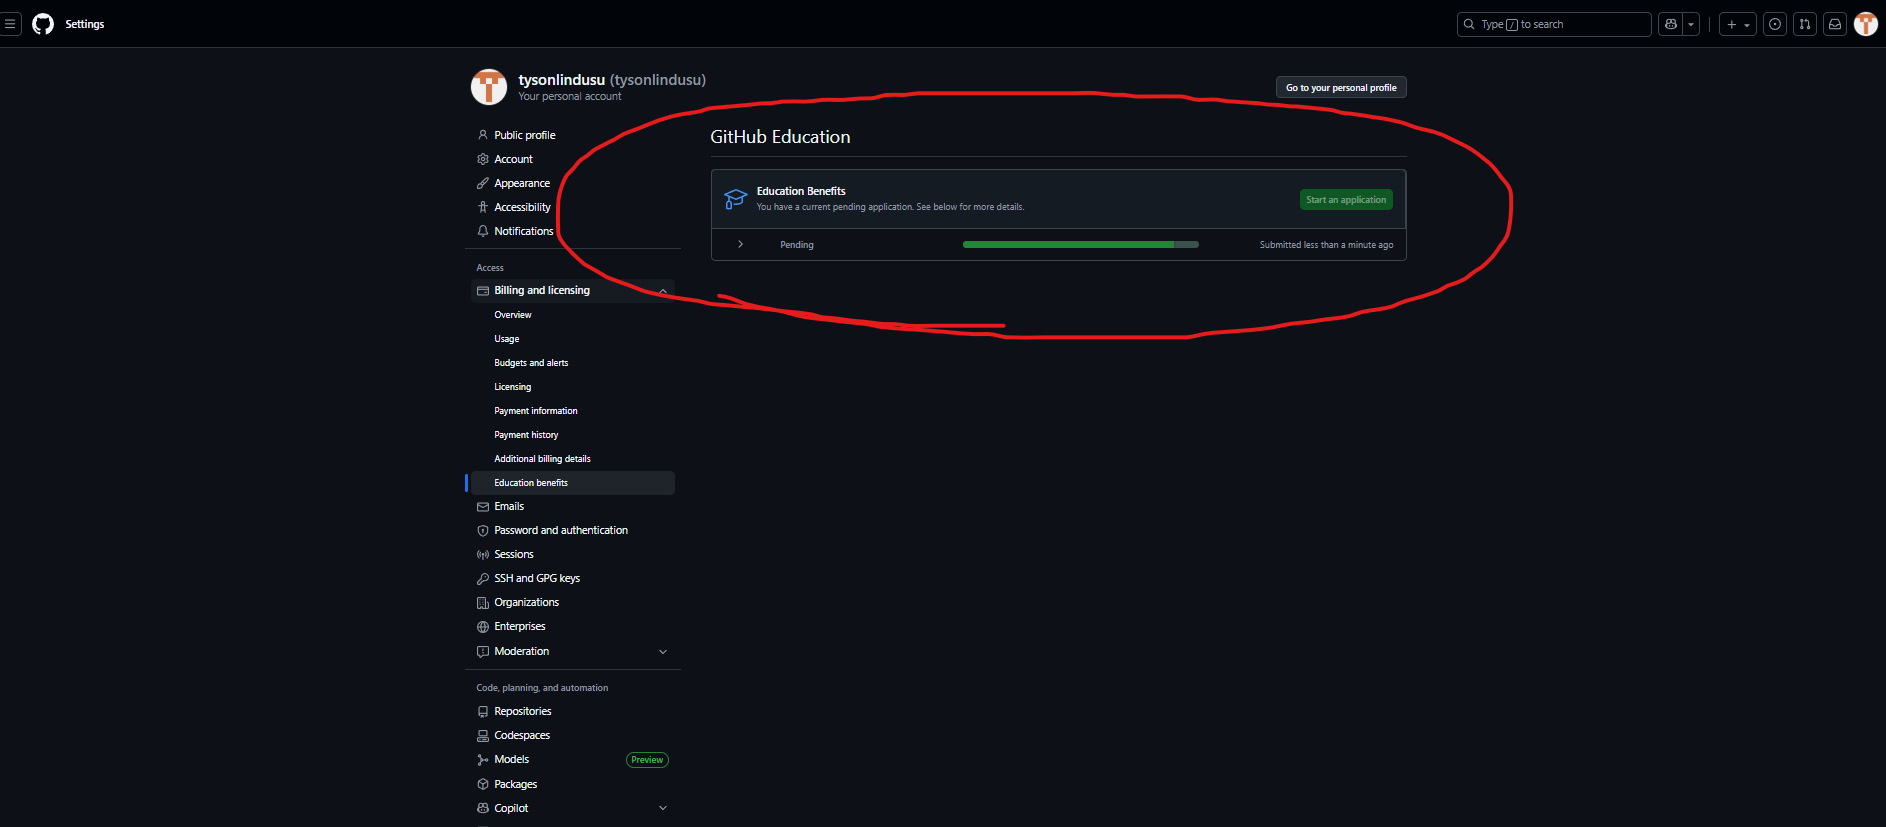 Settings
Type / to search
tysonlindusu (tysonlindusu)
Your personal account
Go to your personal profile
Public profile
Account
Appearance
Accessibility
Notifications
Access
Billing and licensing
Overview
Usage
Budgets and alerts
Licensing
Payment information
Payment history
Additional billing details
Education benefits
Emails
Password and authentication
Sessions
SSH and GPG keys
Organizations
Enterprises
Moderation
Code, planning, and automation
Repositories
Codespaces
Models Preview
Packages
Copilot
GitHub Education
Education Benefits
You have a current pending application. See below for more details.
Start an application
Pending Submitted less than a minute ago